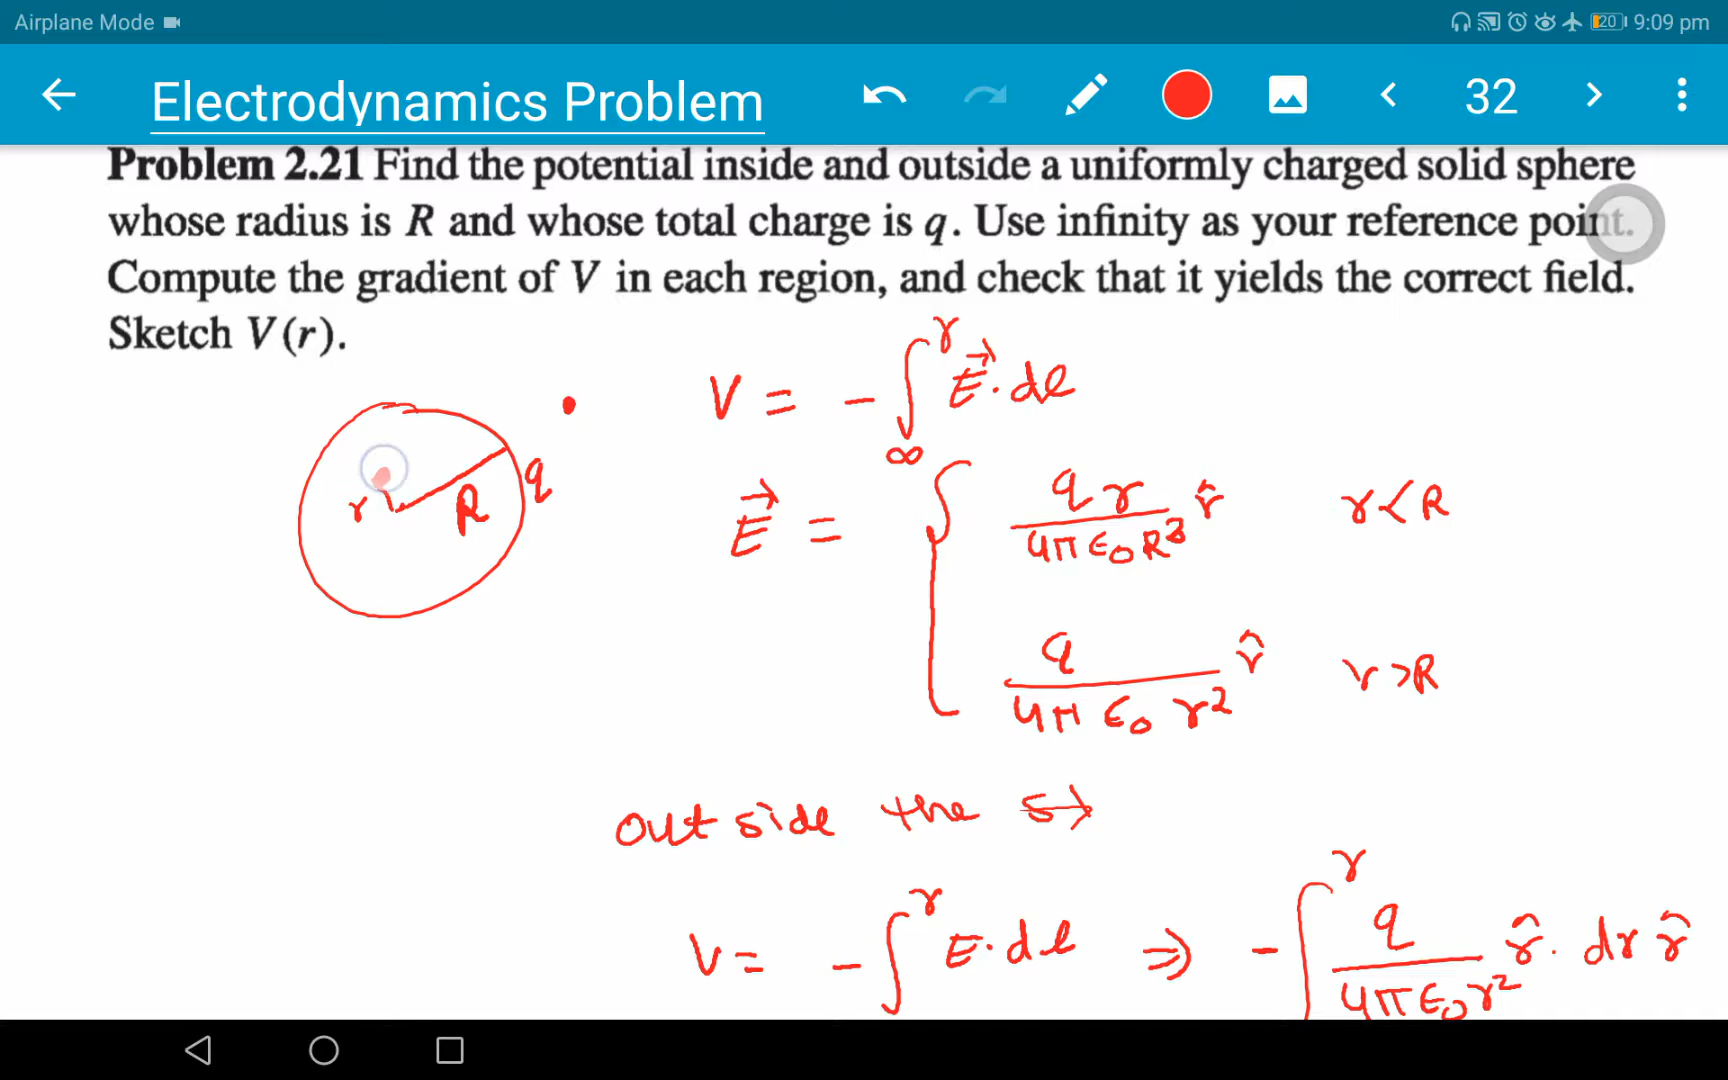 Airplane Mode 20 9:09 pm
Electrodynamics Problem 32
Problem 2.21 Find the potential inside and outside a uniformly charged solid sphere
whose radius is R and whose total charge is q. Use infinity as your reference point.
Compute the gradient of V in each region, and check that it yields the correct field.
Sketch V(r).
V = - ∫_∞^r E⃗·dl
r R q
E⃗ = { qr/(4πε₀R³) r̂ r<R
q/(4πε₀ r²) r̂ r>R
outside the s→
V = - ∫^r E·dl ⇒ - ∫^r q/(4πε₀r²) r̂· dr r̂